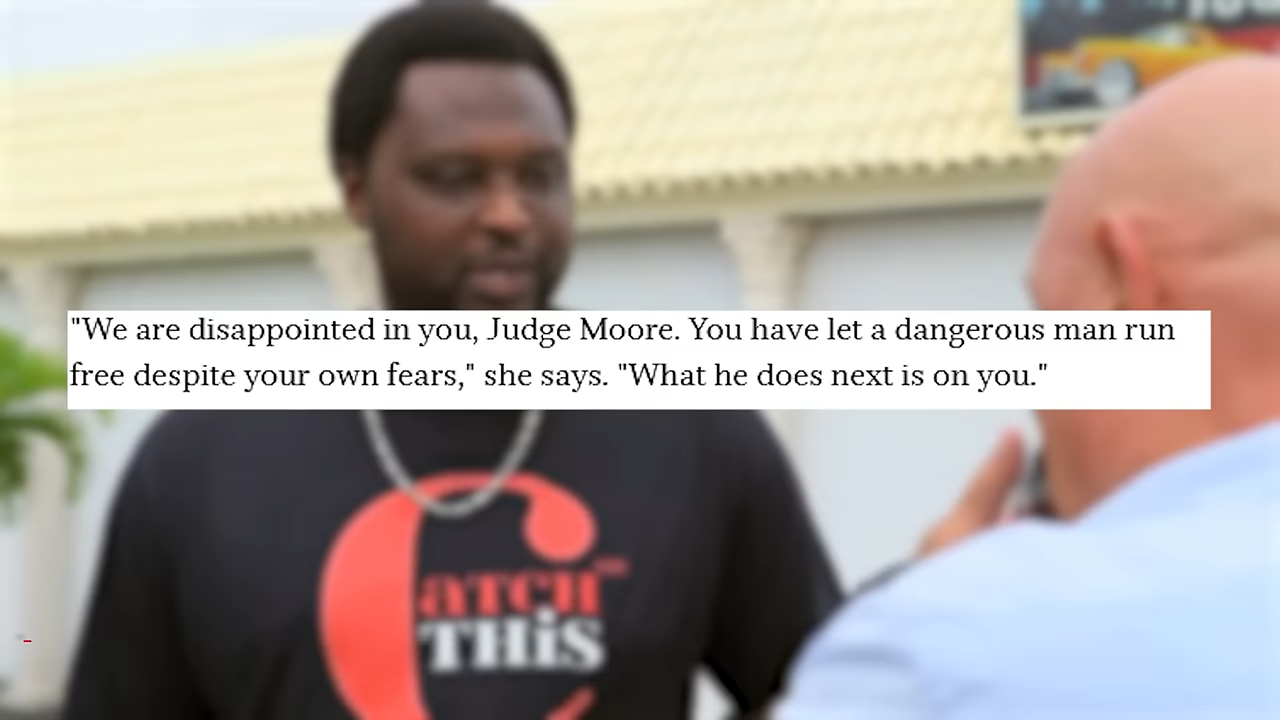 "We are disappointed in you, Judge Moore. You have let a dangerous man run
free despite your own fears," she says. "What he does next is on you."
CATCH
THiS